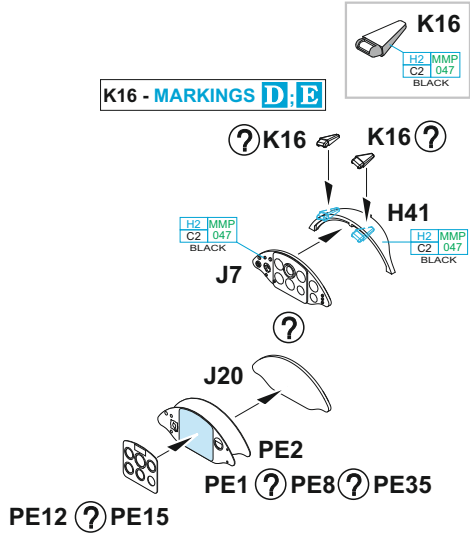 K16
H2 MMP
C2 047
BLACK
K16 - MARKINGS D ; E
? K16
K16 ?
H41
H2 MMP
C2 047
BLACK
H2 MMP
C2 047
BLACK
J7
?
J20
PE2
PE1 ? PE8 ? PE35
PE12 ? PE15